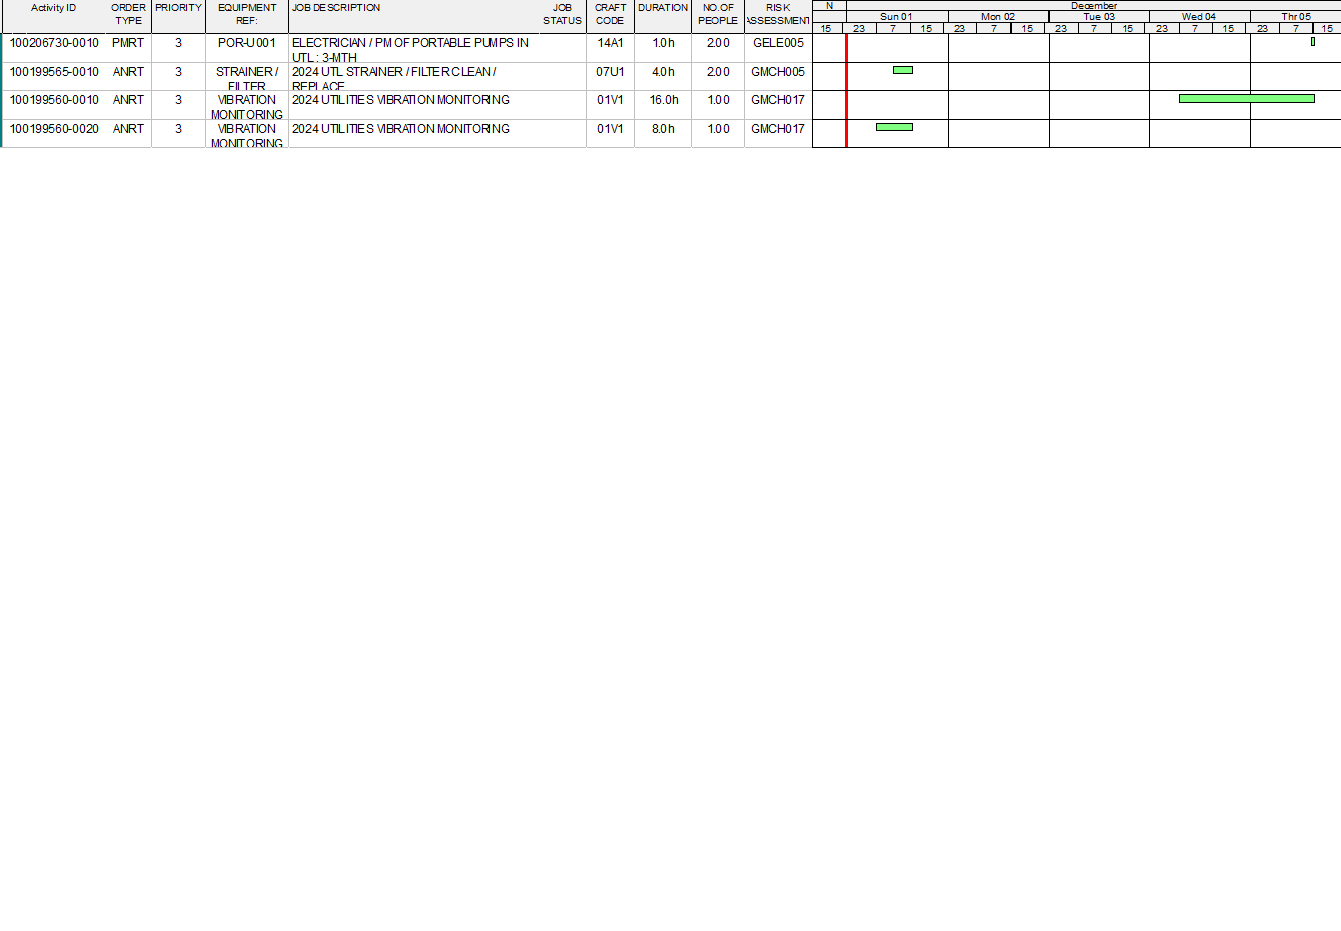 Activity ID ORDER TYPE PRIORITY EQUIPMENT REF: JOB DESCRIPTION JOB STATUS CRAFT CODE DURATION NO.OF PEOPLE RISK ASSESSMENT
N December
Sun 01 Mon 02 Tue 03 Wed 04 Thr 05
15 23 7 15 23 7 15 23 7 15 23 7 15 23 7 15
100206730-0010 PMRT 3 POR-U001 ELECTRICIAN / PM OF PORTABLE PUMPS IN 14A1 1.0h 2.00 GELE005
UTL : 3-MTH
100199565-0010 ANRT 3 STRAINER / 2024 UTL STRAINER / FILTER CLEAN / 07U1 4.0h 2.00 GMCH005
FILTER REPLACE
100199560-0010 ANRT 3 VIBRATION 2024 UTILITIES VIBRATION MONITORING 01V1 16.0h 1.00 GMCH017
MONITORING
100199560-0020 ANRT 3 VIBRATION 2024 UTILITIES VIBRATION MONITORING 01V1 8.0h 1.00 GMCH017
MONITORING